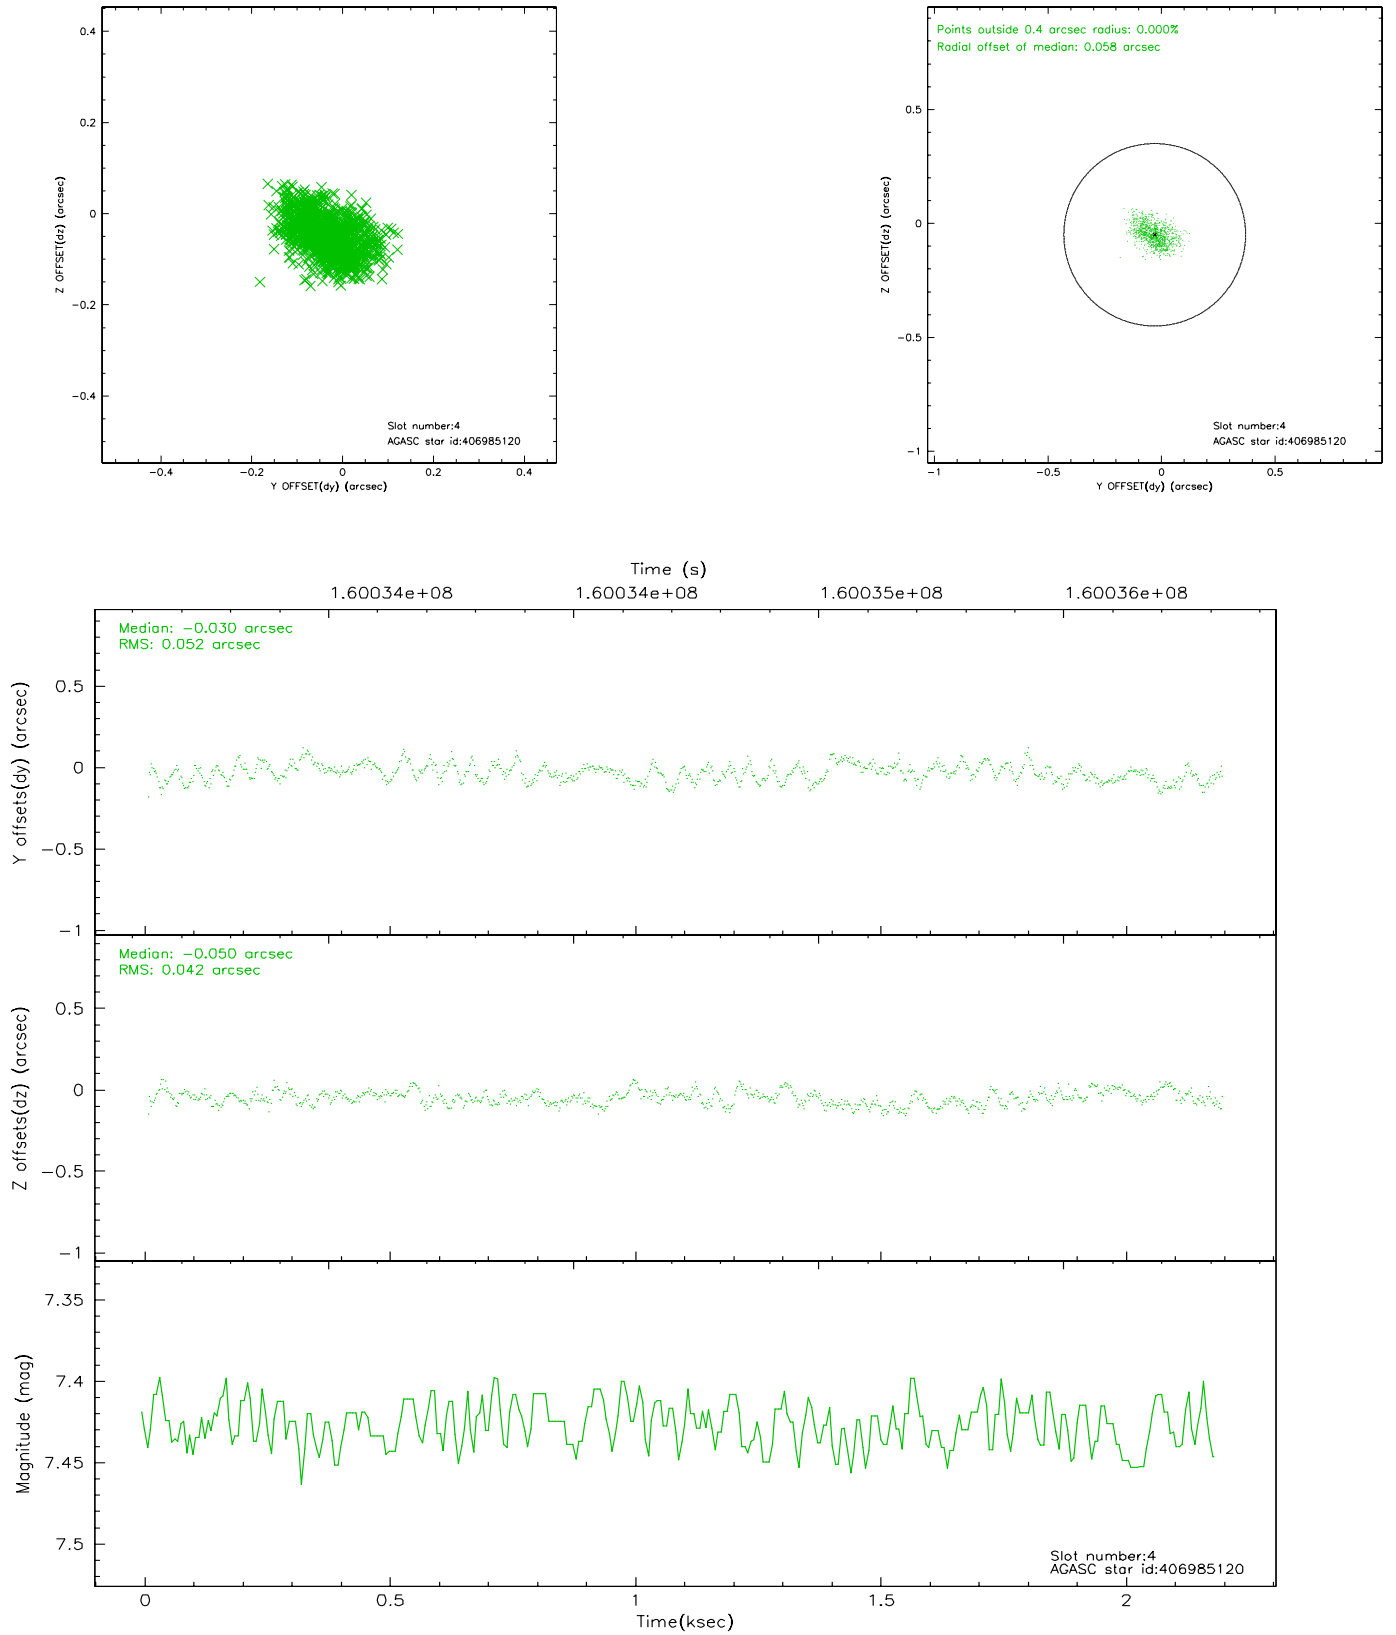 0.4
0.2
0
−0.2
−0.4
Z OFFSET(dz) (arcsec)
Slot number:4
AGASC star id:406985120
−0.4 −0.2 0 0.2 0.4
Y OFFSET(dy) (arcsec)
Points outside 0.4 arcsec radius: 0.000%
Radial offset of median: 0.058 arcsec
0.5
0
−0.5
−1
Z OFFSET(dz) (arcsec)
Slot number:4
AGASC star id:406985120
−1 −0.5 0 0.5
Y OFFSET(dy) (arcsec)
Time (s)
1.60034e+08 1.60034e+08 1.60035e+08 1.60036e+08
Median: −0.030 arcsec
RMS: 0.052 arcsec
0.5
0
−0.5
−1
Y offsets(dy) (arcsec)
Median: −0.050 arcsec
RMS: 0.042 arcsec
0.5
0
−0.5
−1
Z offsets(dz) (arcsec)
7.35
7.4
7.45
7.5
Magnitude (mag)
Slot number:4
AGASC star id:406985120
0 0.5 1 1.5 2
Time(ksec)